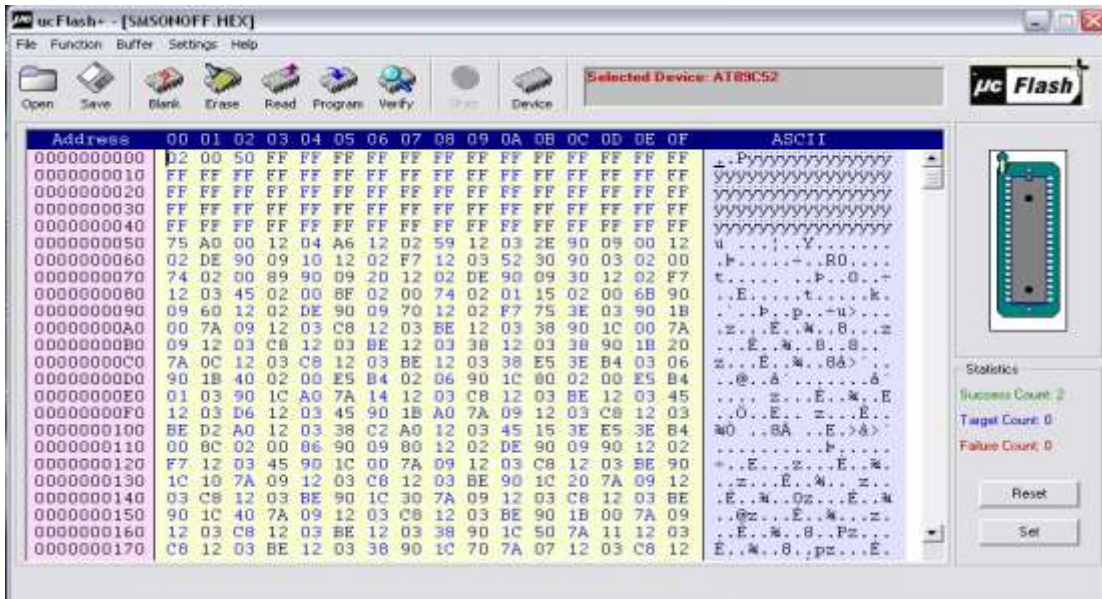 ucFlash+ - [SMSONOFF.HEX]
File Function Buffer Settings Help
Open Save Blank Erase Read Program Verify Device
Selected Device: AT89C52
µc Flash
Address 00 01 02 03 04 05 06 07 08 09 0A 0B 0C 0D 0E 0F ASCII
0000000000 02 00 50 FF FF FF FF FF FF FF FF FF FF FF FF FF ..Pyyyyyyyyyyyyy
0000000010 FF FF FF FF FF FF FF FF FF FF FF FF FF FF FF FF yyyyyyyyyyyyyyyy
0000000020 FF FF FF FF FF FF FF FF FF FF FF FF FF FF FF FF yyyyyyyyyyyyyyyy
0000000030 FF FF FF FF FF FF FF FF FF FF FF FF FF FF FF FF yyyyyyyyyyyyyyyy
0000000040 FF FF FF FF FF FF FF FF FF FF FF FF FF FF FF FF yyyyyyyyyyyyyyyy
0000000050 75 A0 00 12 04 A6 12 02 59 12 03 2E 90 09 00 12
0000000060 02 DE 90 09 10 12 02 F7 12 03 52 30 90 03 02 00
0000000070 74 02 00 89 90 09 20 12 02 DE 90 09 30 12 02 F7
0000000080 12 03 45 02 00 8F 02 00 74 02 01 15 02 00 6B 90
0000000090 09 60 12 02 DE 90 09 70 12 02 F7 75 3E 03 90 1B
00000000A0 00 7A 09 12 03 C8 12 03 BE 12 03 38 90 1C 00 7A
00000000B0 09 12 03 C8 12 03 BE 12 03 38 12 03 38 90 1B 20
00000000C0 7A 0C 12 03 C8 12 03 BE 12 03 38 E5 3E B4 03 06
00000000D0 90 1B 40 02 00 E5 B4 02 06 90 1C 80 02 00 E5 B4
00000000E0 01 03 90 1C A0 7A 14 12 03 C8 12 03 BE 12 03 45
00000000F0 12 03 D6 12 03 45 90 1B A0 7A 09 12 03 C8 12 03
0000000100 BE D2 A0 12 03 38 C2 A0 12 03 45 15 3E E5 3E B4
0000000110 00 8C 02 00 86 90 09 80 12 02 DE 90 09 90 12 02
0000000120 F7 12 03 45 90 1C 00 7A 09 12 03 C8 12 03 BE 90
0000000130 1C 10 7A 09 12 03 C8 12 03 BE 90 1C 20 7A 09 12
0000000140 03 C8 12 03 BE 90 1C 30 7A 09 12 03 C8 12 03 BE
0000000150 90 1C 40 7A 09 12 03 C8 12 03 BE 90 1B 00 7A 09
0000000160 12 03 C8 12 03 BE 12 03 38 90 1C 50 7A 11 12 03
0000000170 C8 12 03 BE 12 03 38 90 1C 70 7A 07 12 03 C8 12
Statistics
Success Count: 2
Target Count: 0
Failure Count: 0
Reset
Set